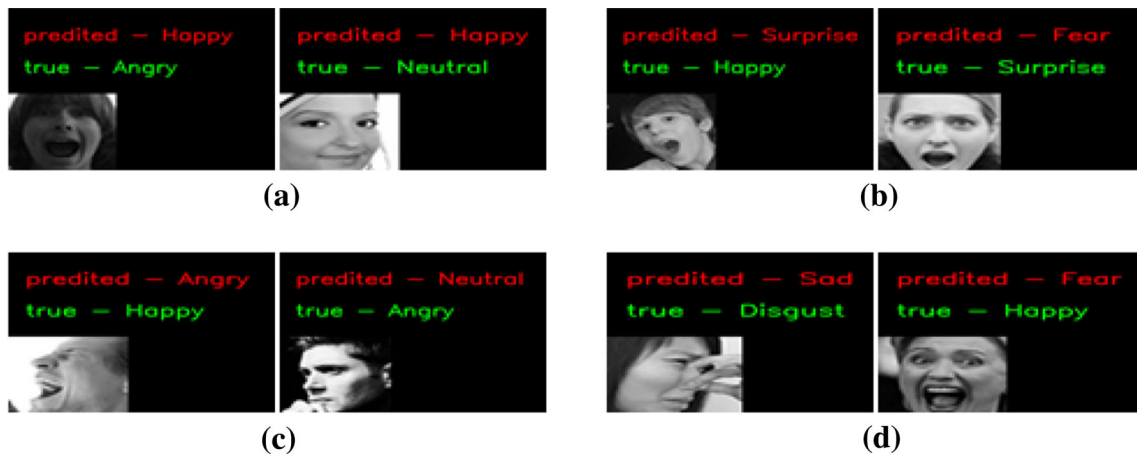 predited – Happy
true – Angry
predited – Happy
true – Neutral
(a)
predited – Surprise
true – Happy
predited – Fear
true – Surprise
(b)
predited – Angry
true – Happy
predited – Neutral
true – Angry
(c)
predited – Sad
true – Disgust
predited – Fear
true – Happy
(d)